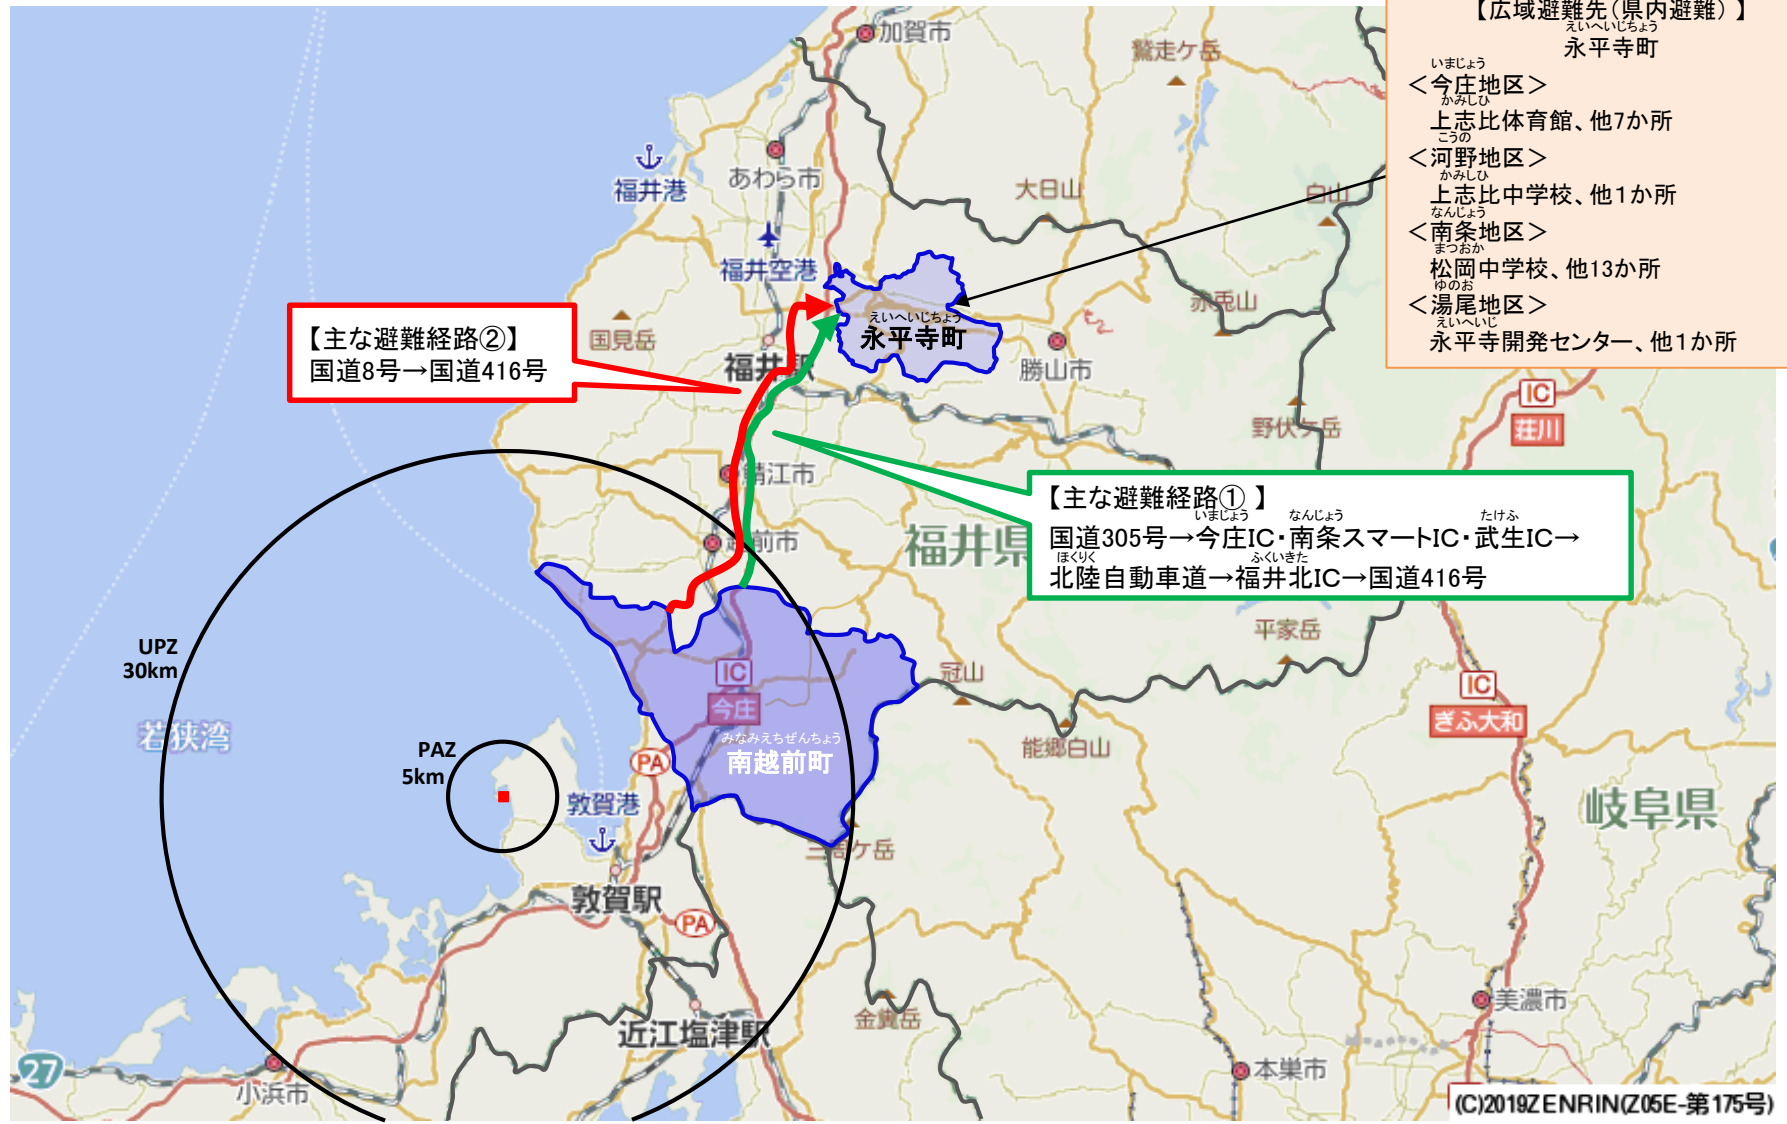 【広域避難先(県内避難)】
えいへいじちょう
永平寺町
いまじょう
＜今庄地区＞
かみしひ
上志比体育館、他7か所
こうの
＜河野地区＞
かみしひ
上志比中学校、他1か所
なんじょう
＜南条地区＞
まつおか
松岡中学校、他13か所
ゆのお
＜湯尾地区＞
えいへいじ
永平寺開発センター、他1か所
加賀市
鷲走ケ岳
あわら市
福井港
大日山
白山
福井空港
赤兎山
えいへいじちょう
永平寺町
【主な避難経路②】
国道8号→国道416号
国見岳
福井駅
勝山市
野伏ケ岳
IC
荘川
鯖江市
【主な避難経路①】
いまじょう なんじょう たけふ
国道305号→今庄IC・南条スマートIC・武生IC→
ほくりく ふくいきた
北陸自動車道→福井北IC→国道416号
越前市
福井県
平家岳
UPZ
30km
IC
今庄
冠山
IC
ぎふ大和
若狭湾
PAZ
5km
PA
みなみえちぜんちょう
南越前町
能郷白山
敦賀港
岐阜県
三周ケ岳
敦賀駅
PA
金糞岳
美濃市
近江塩津駅
27
小浜市
本巣市
IC
(C)2019ZENRIN(Z05E-第175号)